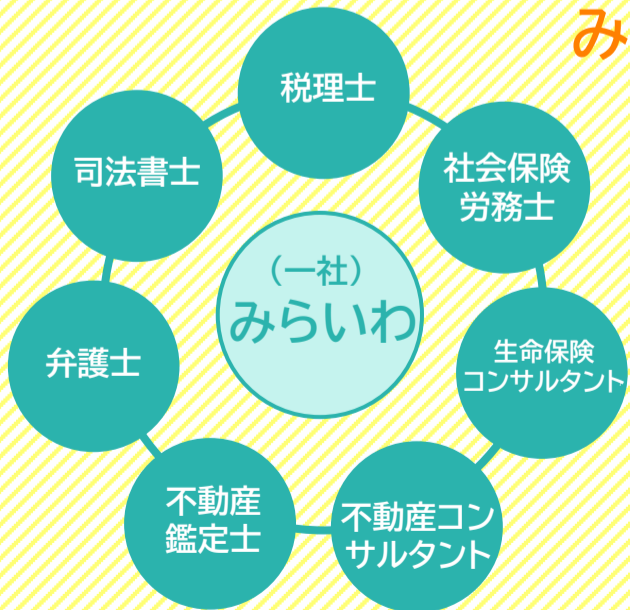 み
税理士
司法書士
社会保険
労務士
（一社）
みらいわ
弁護士
生命保険
コンサルタント
不動産
鑑定士
不動産コン
サルタント